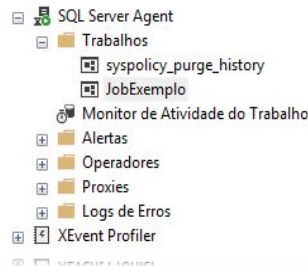 SQL Server Agent
Trabalhos
syspolicy_purge_history
JobExemplo
Monitor de Atividade do Trabalho
Alertas
Operadores
Proxies
Logs de Erros
XEvent Profiler